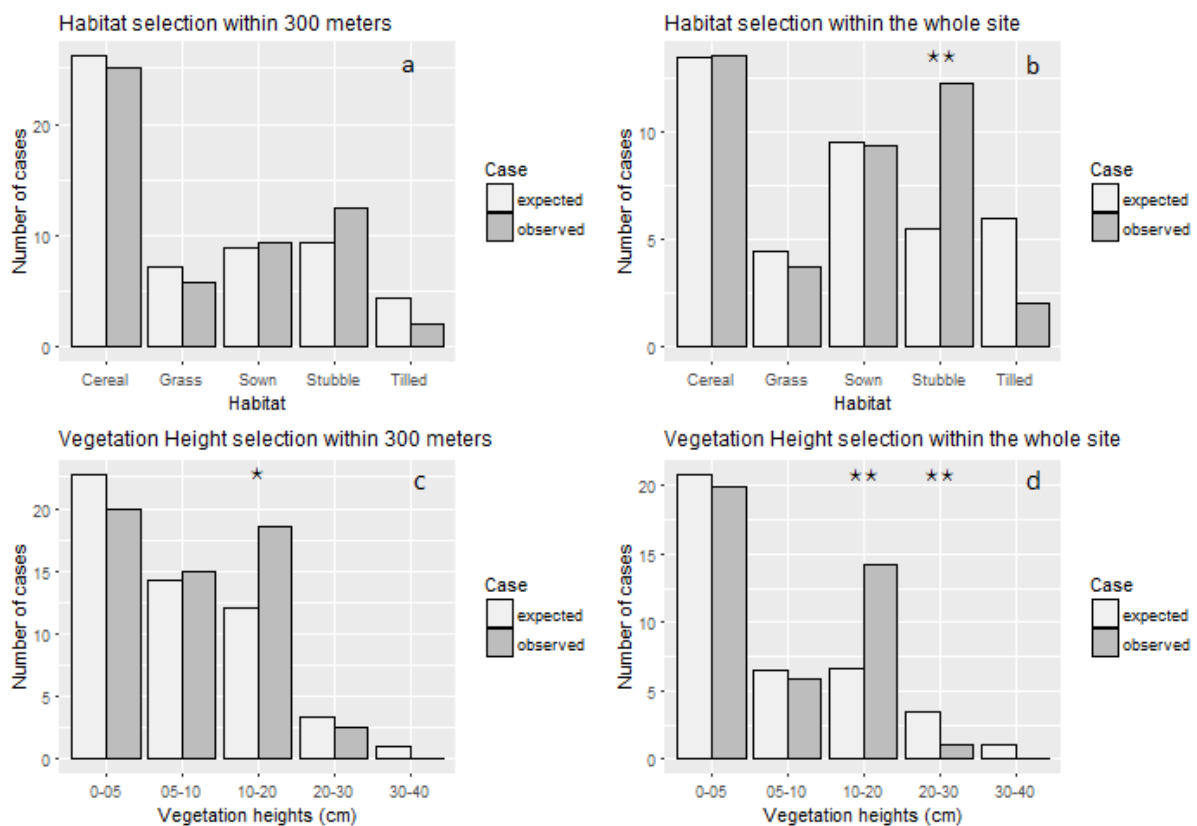 Habitat selection within 300 meters
a
Number of cases
20
10
0
Cereal Grass Sown Stubble Tilled
Habitat
Case
expected
observed
Habitat selection within the whole site
** b
Number of cases
10
5
0
Cereal Grass Sown Stubble Tilled
Habitat
Case
expected
observed
Vegetation Height selection within 300 meters
* c
Number of cases
20
15
10
5
0
0-05 05-10 10-20 20-30 30-40
Vegetation heights (cm)
Case
expected
observed
Vegetation Height selection within the whole site
** ** d
Number of cases
20
15
10
5
0
0-05 05-10 10-20 20-30 30-40
Vegetation heights (cm)
Case
expected
observed